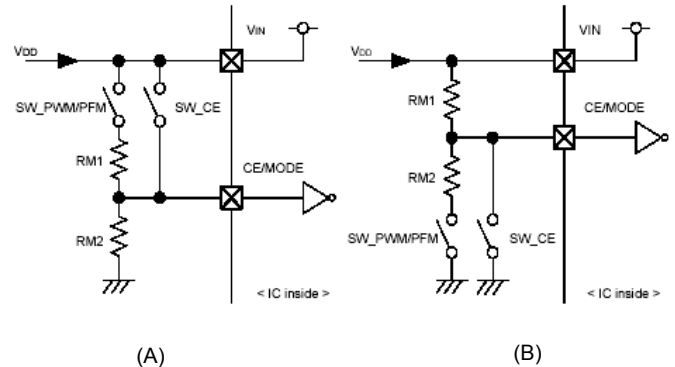 VIN
VDD
SW_PWM/PFM
SW_CE
RM1
CE/MODE
RM2
< IC inside >
(A)
VIN
VDD
RM1
CE/MODE
RM2
SW_PWM/PFM
SW_CE
< IC inside >
(B)